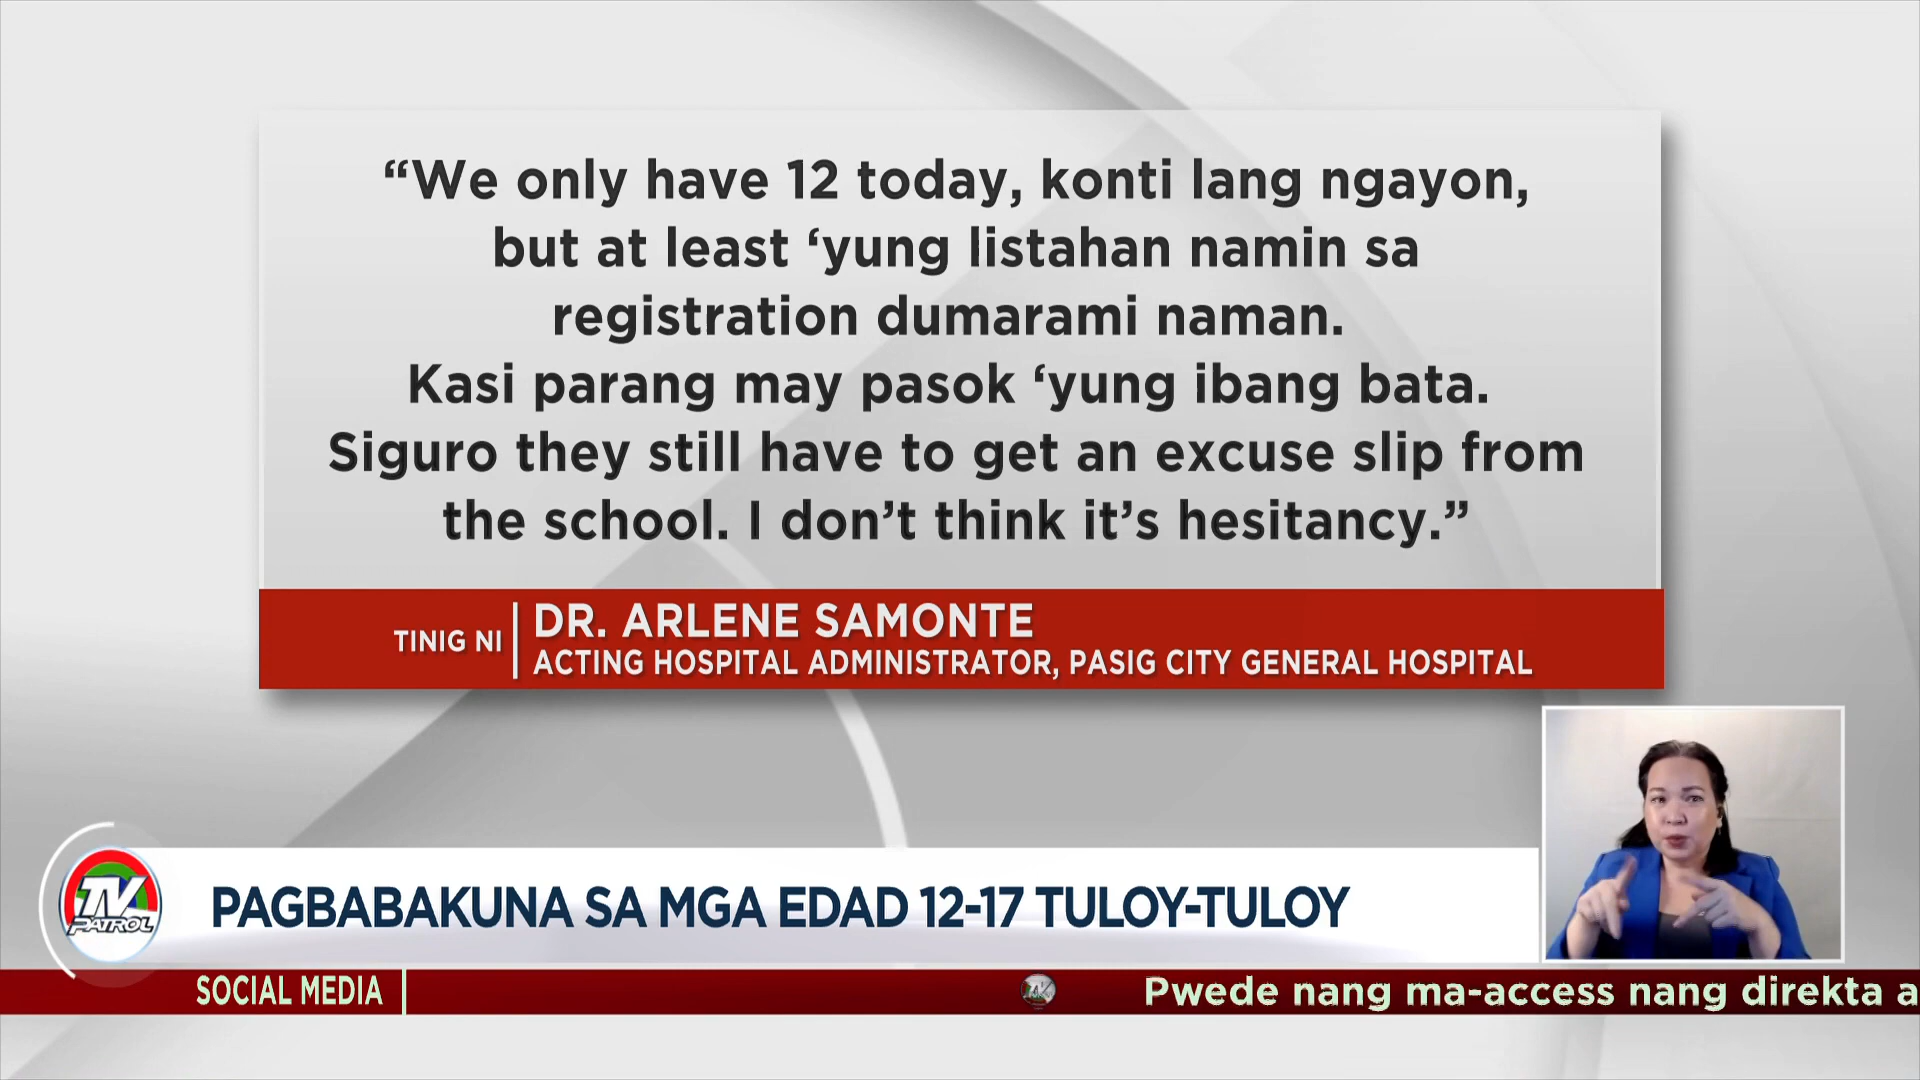 “We only have 12 today, konti lang ngayon,
but at least ‘yung listahan namin sa
registration dumarami naman.
Kasi parang may pasok ‘yung ibang bata.
Siguro they still have to get an excuse slip from
the school. I don’t think it’s hesitancy.”
TINIG NI
DR. ARLENE SAMONTE
ACTING HOSPITAL ADMINISTRATOR, PASIG CITY GENERAL HOSPITAL
TV
PATROL
PAGBABAKUNA SA MGA EDAD 12-17 TULOY-TULOY
SOCIAL MEDIA
Pwede nang ma-access nang direkta a